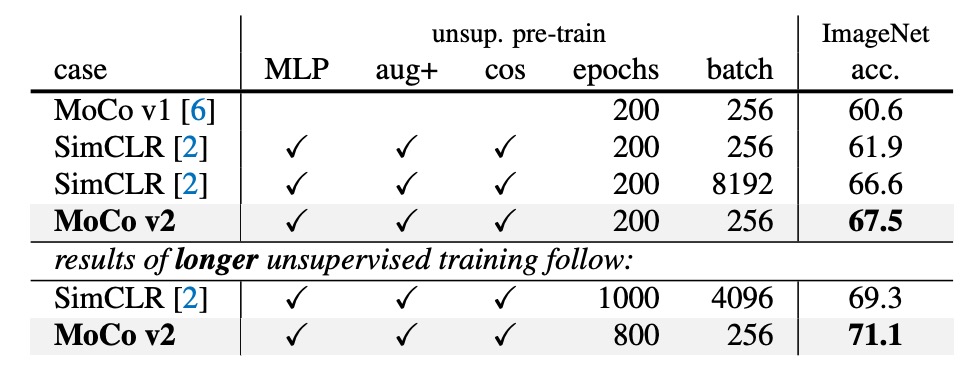 unsup. pre-train ImageNet
case MLP aug+ cos epochs batch acc.
MoCo v1 [6] 200 256 60.6
SimCLR [2] ✓ ✓ ✓ 200 256 61.9
SimCLR [2] ✓ ✓ ✓ 200 8192 66.6
MoCo v2 ✓ ✓ ✓ 200 256 67.5
results of longer unsupervised training follow:
SimCLR [2] ✓ ✓ ✓ 1000 4096 69.3
MoCo v2 ✓ ✓ ✓ 800 256 71.1